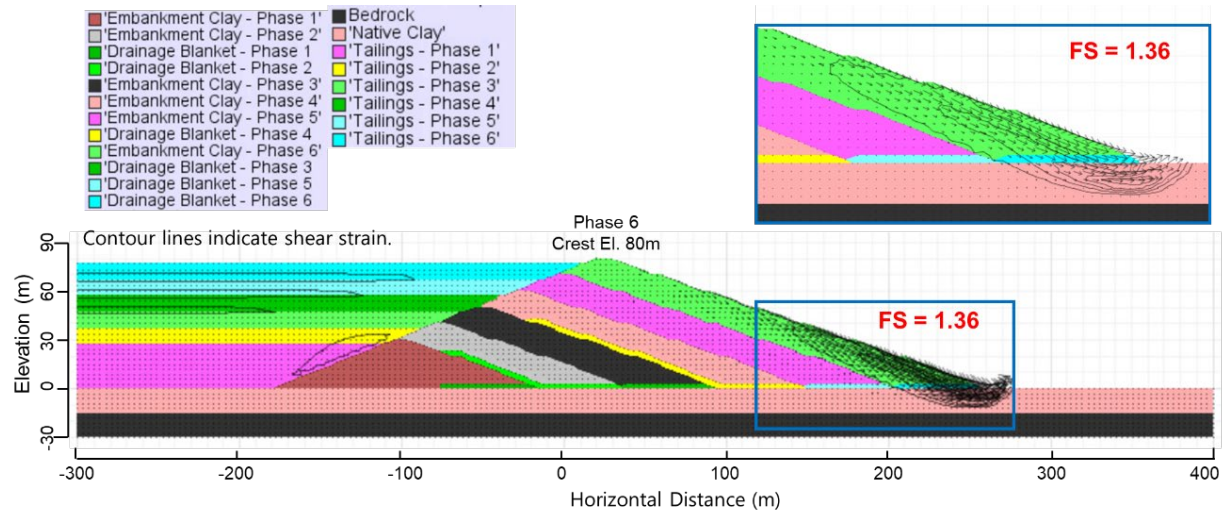 'Embankment Clay - Phase 1'
'Embankment Clay - Phase 2'
'Drainage Blanket - Phase 1
'Drainage Blanket - Phase 2
'Embankment Clay - Phase 3'
'Embankment Clay - Phase 4'
'Embankment Clay - Phase 5'
'Drainage Blanket - Phase 4
'Embankment Clay - Phase 6'
'Drainage Blanket - Phase 3
'Drainage Blanket - Phase 5
'Drainage Blanket - Phase 6
Bedrock
'Native Clay'
'Tailings - Phase 1'
'Tailings - Phase 2'
'Tailings - Phase 3'
'Tailings - Phase 4'
'Tailings - Phase 5'
'Tailings - Phase 6'
FS = 1.36
Contour lines indicate shear strain.
Phase 6
Crest El. 80m
FS = 1.36
Elevation (m)
90
60
30
0
-30
-300
-200
-100
0
100
200
300
400
Horizontal Distance (m)